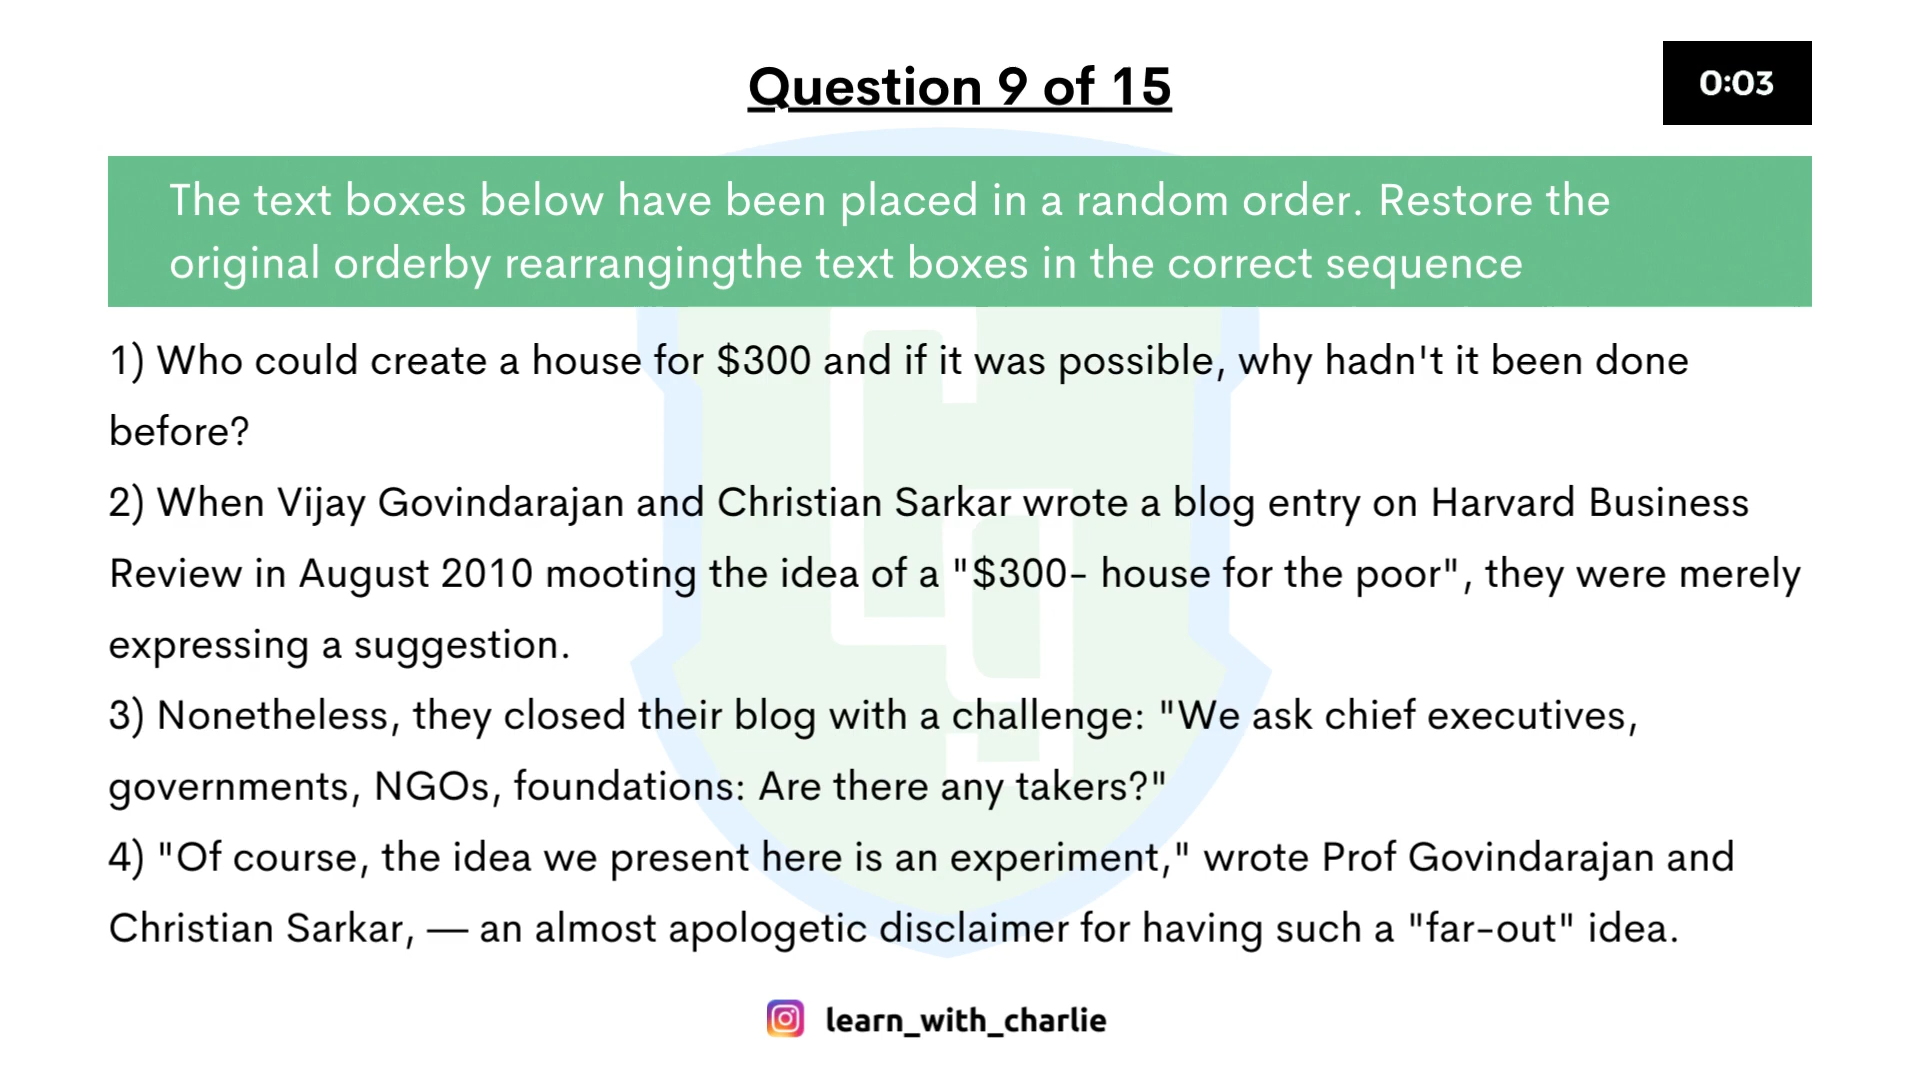 Question 9 of 15
0:03
The text boxes below have been placed in a random order. Restore the
original orderby rearrangingthe text boxes in the correct sequence
1) Who could create a house for $300 and if it was possible, why hadn't it been done
before?
2) When Vijay Govindarajan and Christian Sarkar wrote a blog entry on Harvard Business
Review in August 2010 mooting the idea of a "$300- house for the poor", they were merely
expressing a suggestion.
3) Nonetheless, they closed their blog with a challenge: "We ask chief executives,
governments, NGOs, foundations: Are there any takers?"
4) "Of course, the idea we present here is an experiment," wrote Prof Govindarajan and
Christian Sarkar, — an almost apologetic disclaimer for having such a "far-out" idea.
learn_with_charlie